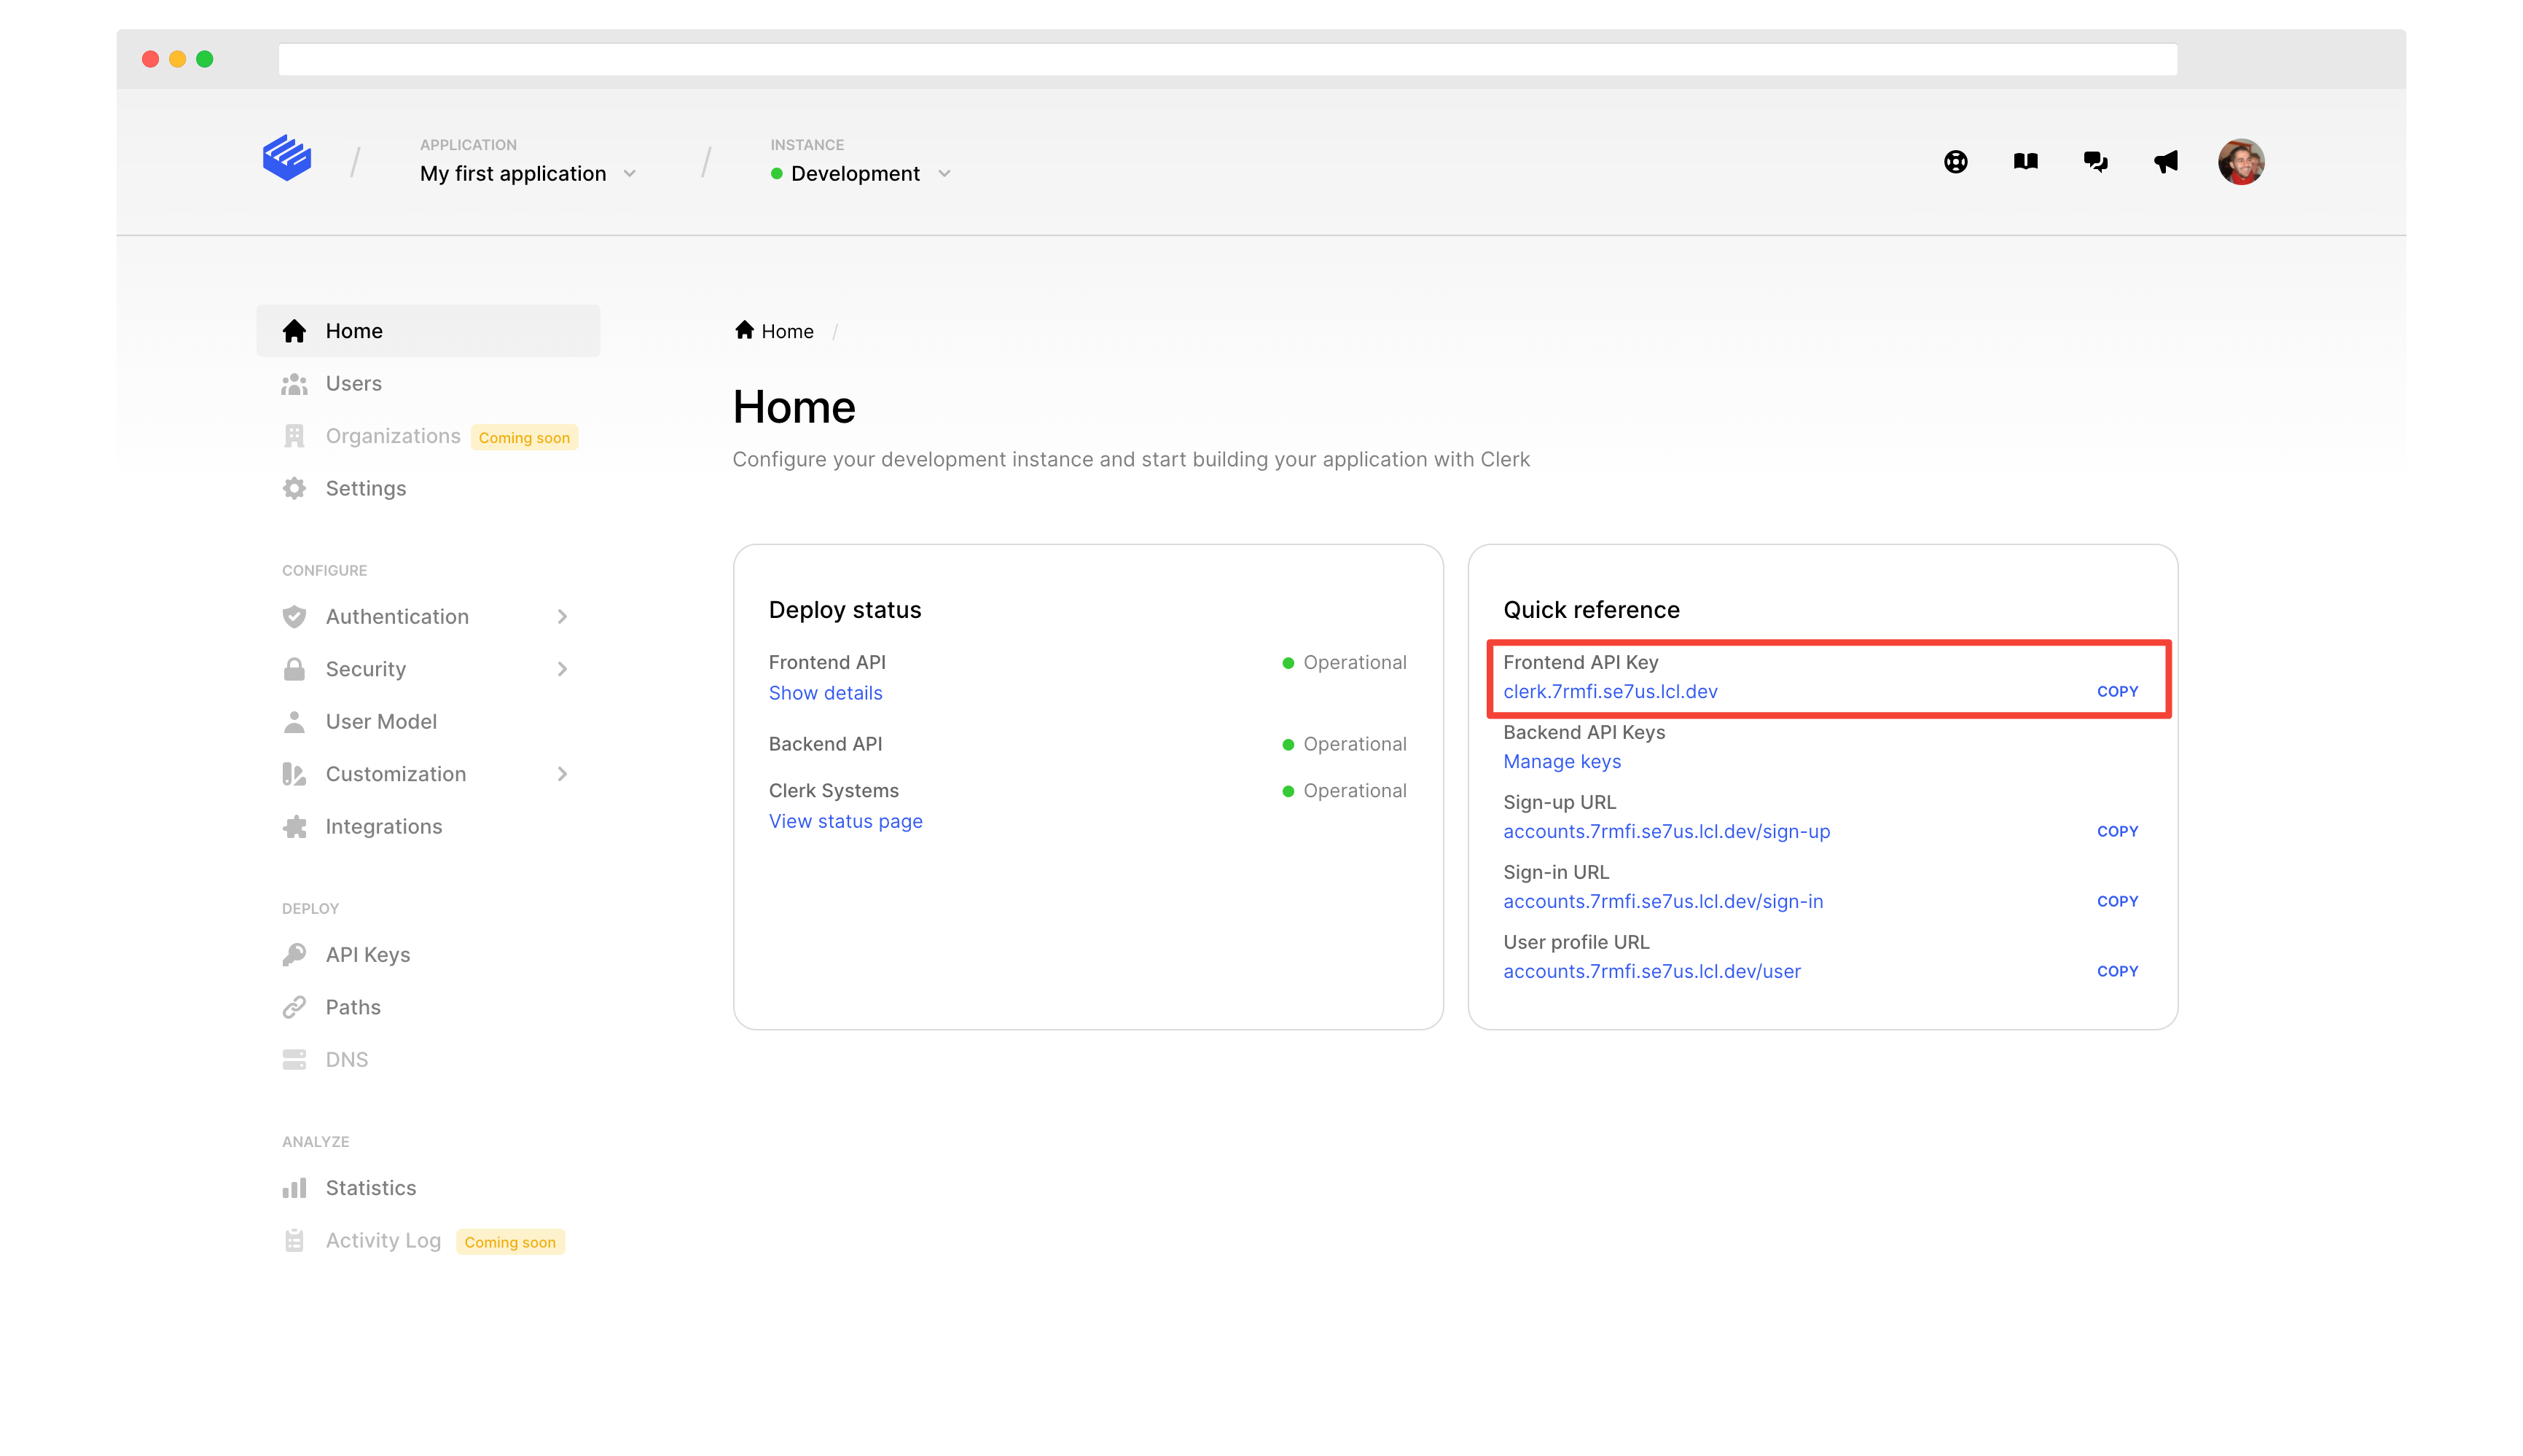 APPLICATION
My first application
INSTANCE
Development
Home
Users
Organizations Coming soon
Settings
CONFIGURE
Authentication
Security
User Model
Customization
Integrations
DEPLOY
API Keys
Paths
DNS
ANALYZE
Statistics
Activity Log Coming soon
Home /
Home
Configure your development instance and start building your application with Clerk
Deploy status
Frontend API Operational
Show details
Backend API Operational
Clerk Systems Operational
View status page
Quick reference
Frontend API Key
clerk.7rmfi.se7us.lcl.dev COPY
Backend API Keys
Manage keys
Sign-up URL
accounts.7rmfi.se7us.lcl.dev/sign-up COPY
Sign-in URL
accounts.7rmfi.se7us.lcl.dev/sign-in COPY
User profile URL
accounts.7rmfi.se7us.lcl.dev/user COPY